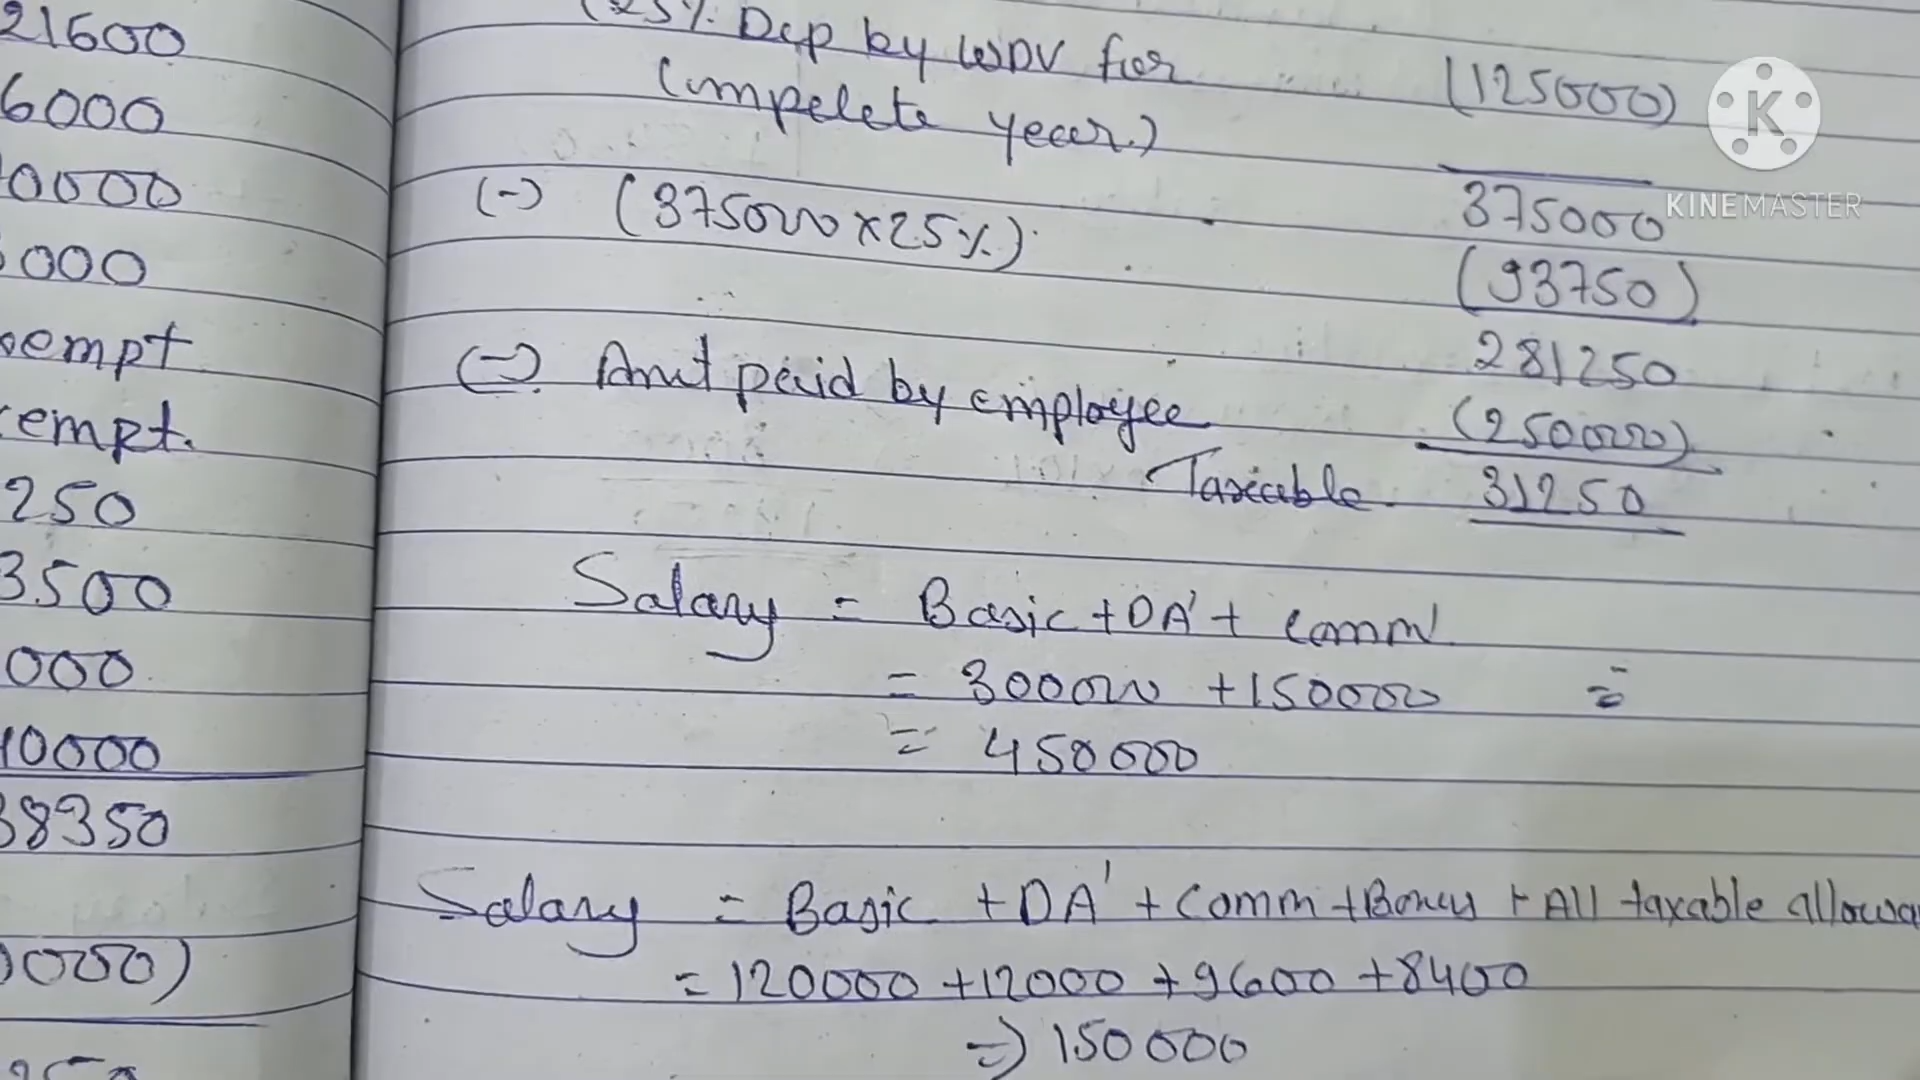 21600
6000
0000
000
empt
empt.
250
3500
000
10000
38350
000)
(25% Dep by WDV for
Compelete year.) (125000)
375000
(-) (375000x25%) (93750)
281250
(-) Amt paid by employee (250000)
Taxable 31250
Salary = Basic + DA' + Comm'
= 300000 + 150000 =
= 450000
Salary = Basic + DA' + Comm + Bonus + All taxable allowa
= 120000 + 12000 + 9600 + 8400
=) 150000
K
KINEMASTER